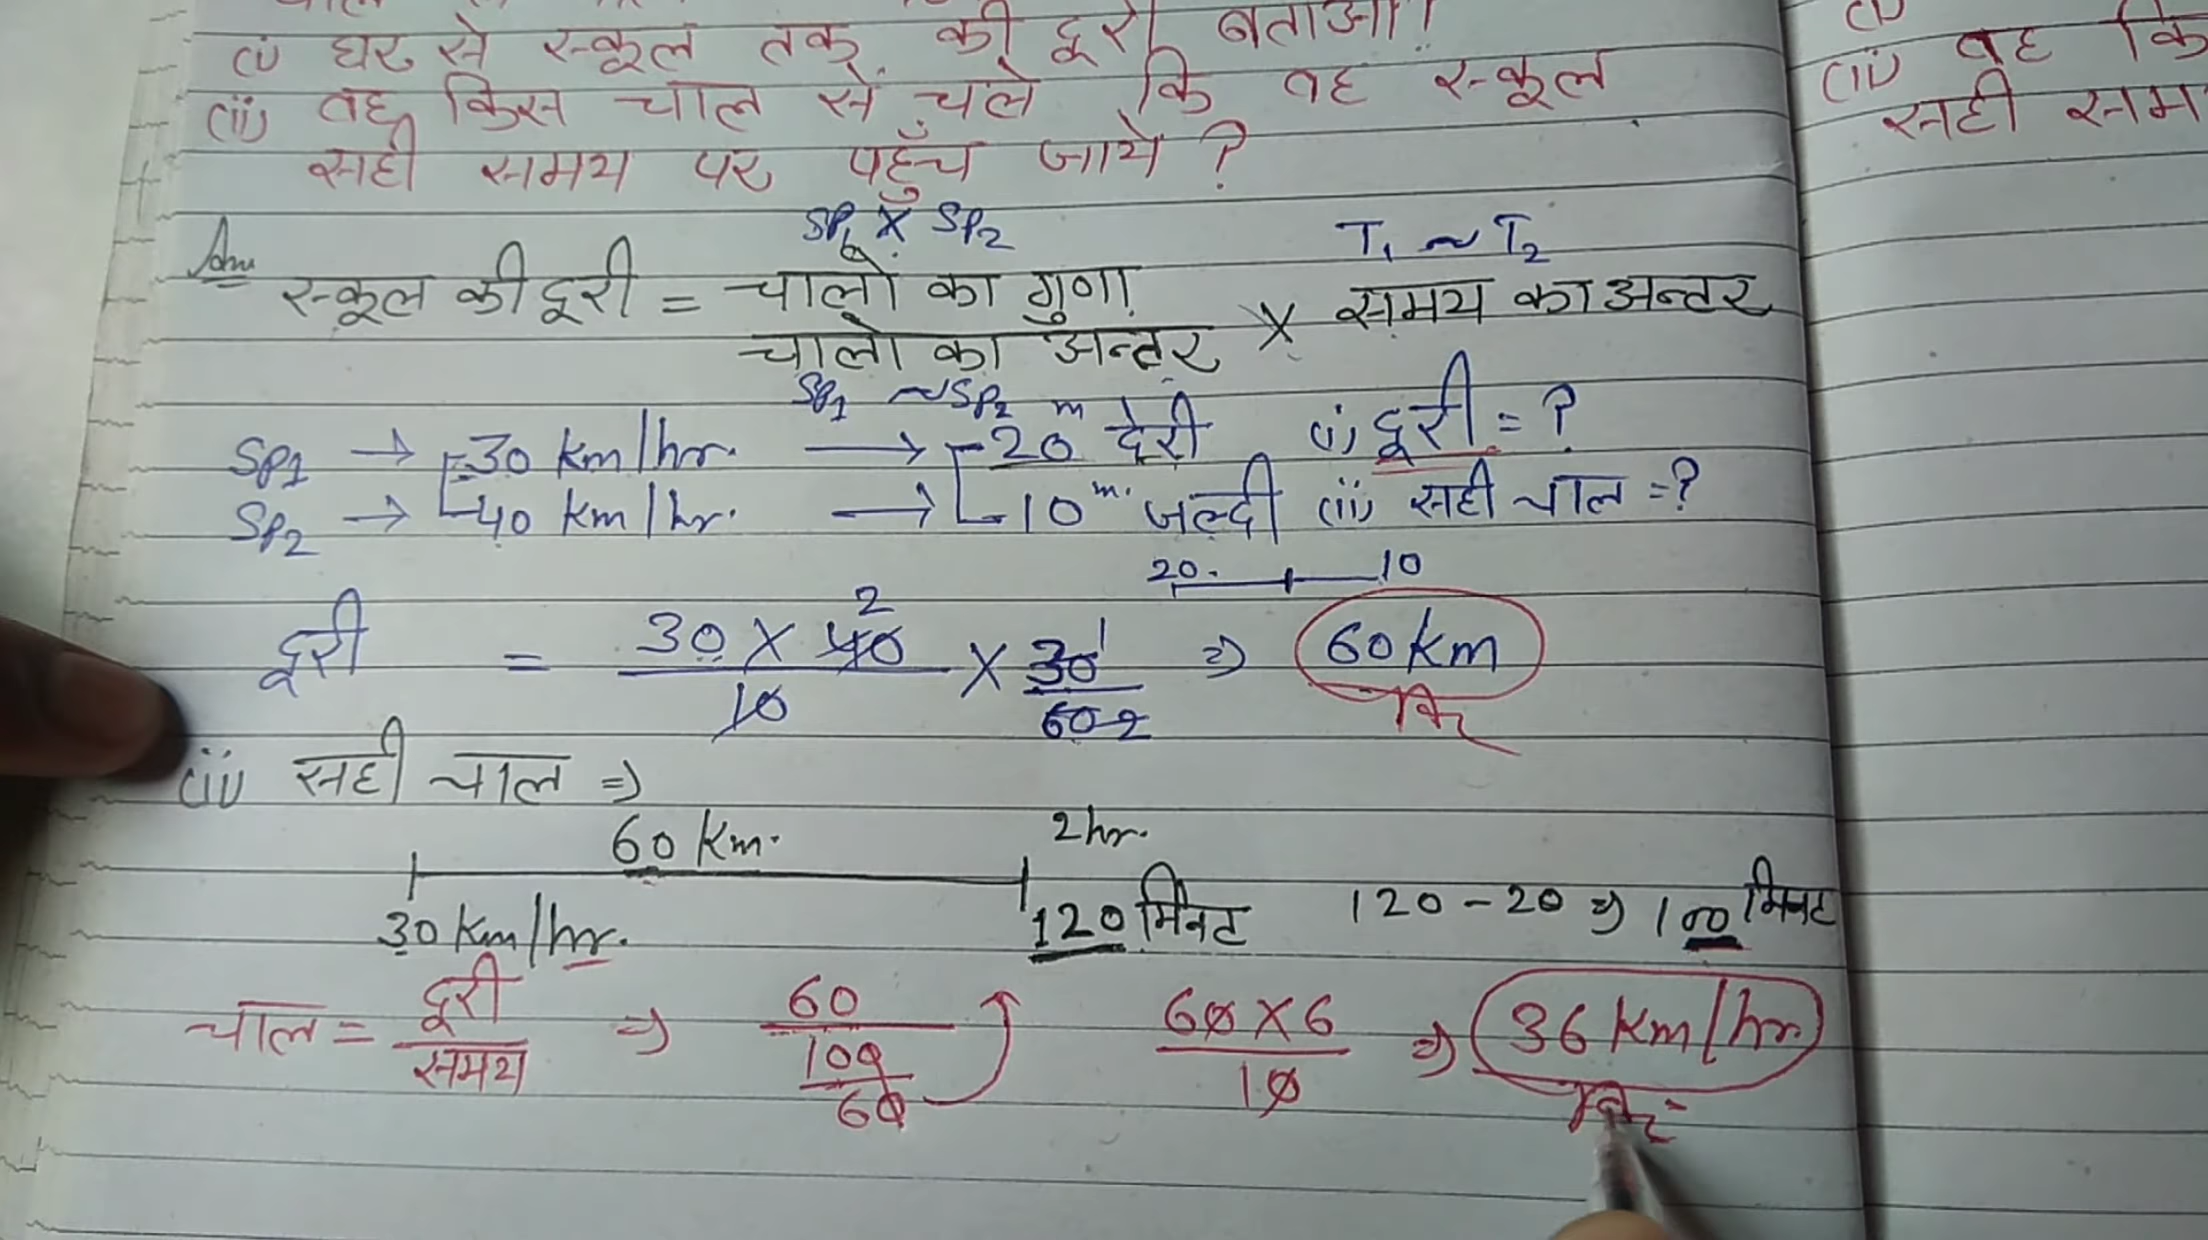 (i) घर से स्कूल तक की दूरी बताओ।
(ii) वह किस चाल से चले कि वह स्कूल
सही समय पर पहुँच जाये ?
SP1 × SP2 T1 ~ T2
Ans स्कूल की दूरी = चालो का गुणा / चालो का अन्तर × समय का अन्तर
SP1 ~ SP2
SP1 → 30 km/hr. → 20 m देरी (i) दूरी = ?
SP2 → 40 km/hr. → 10 m. जल्दी (ii) सही चाल = ?
20. 10
दूरी = 30 × 40 2 / 10 × 30 1 / 60 2 ⇒ 60 km
(ii) सही चाल ⇒
60 km. 2 hr.
30 km/hr. 120 मिनट 120 - 20 ⇒ 100 मिनट
चाल = दूरी / समय ⇒ 60 / 100 / 60 60 × 6 / 10 ⇒ 36 km/hr
(ii) वह कि
सही सम